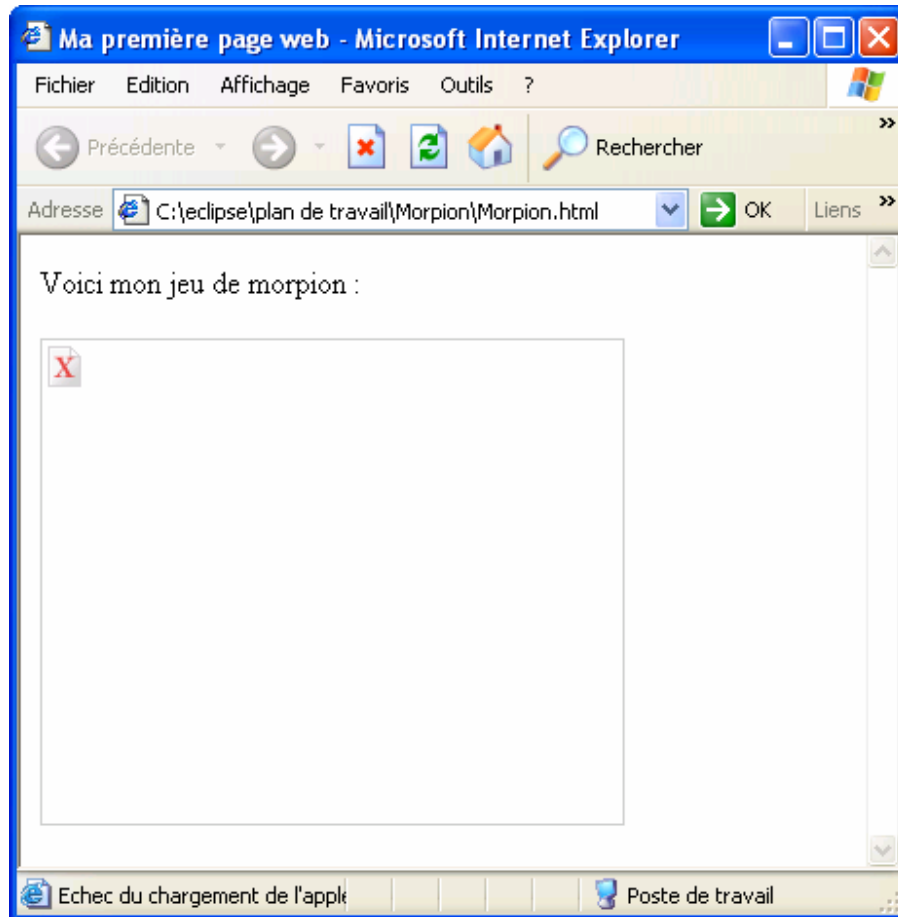 Ma première page web - Microsoft Internet Explorer
Fichier Edition Affichage Favoris Outils ?
Précédente Rechercher »
Adresse C:\eclipse\plan de travail\Morpion\Morpion.html OK Liens »
Voici mon jeu de morpion :
X
Echec du chargement de l'apple Poste de travail